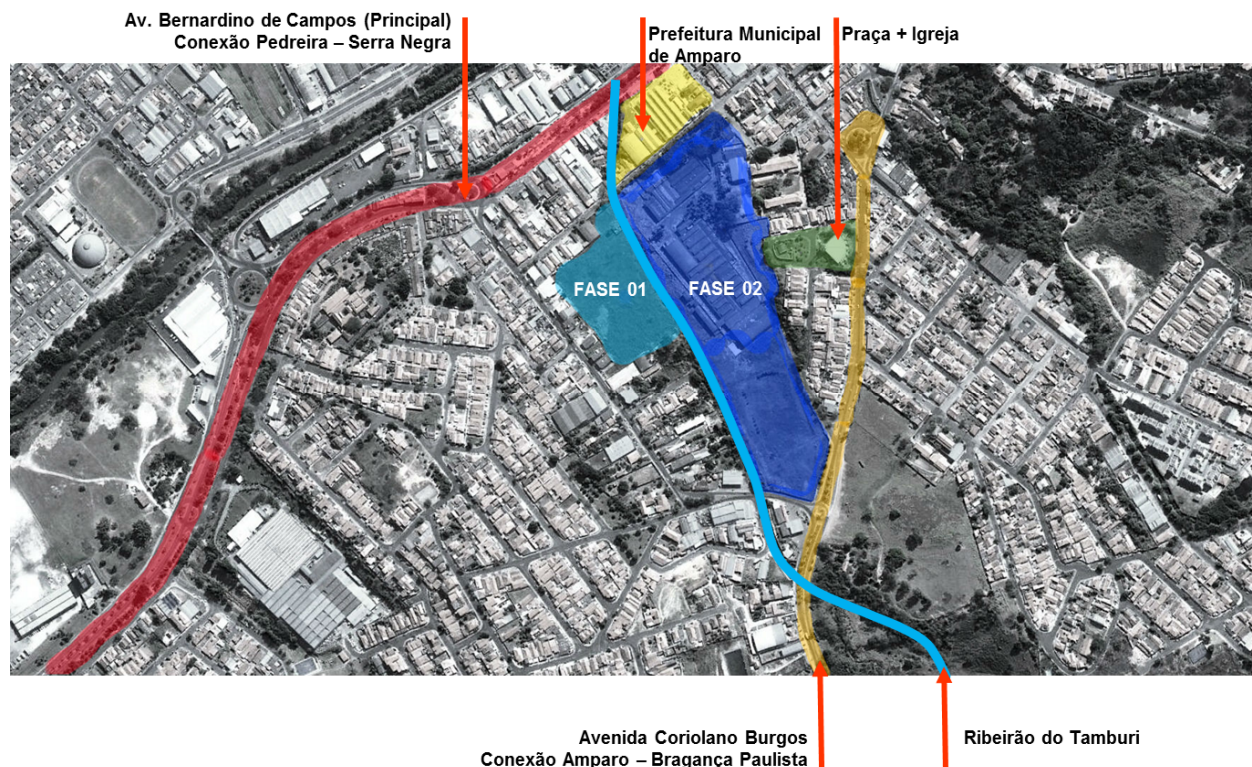 Av. Bernardino de Campos (Principal)
Conexão Pedreira – Serra Negra
Prefeitura Municipal
de Amparo
Praça + Igreja
FASE 01
FASE 02
Avenida Coriolano Burgos
Conexão Amparo – Bragança Paulista
Ribeirão do Tamburi